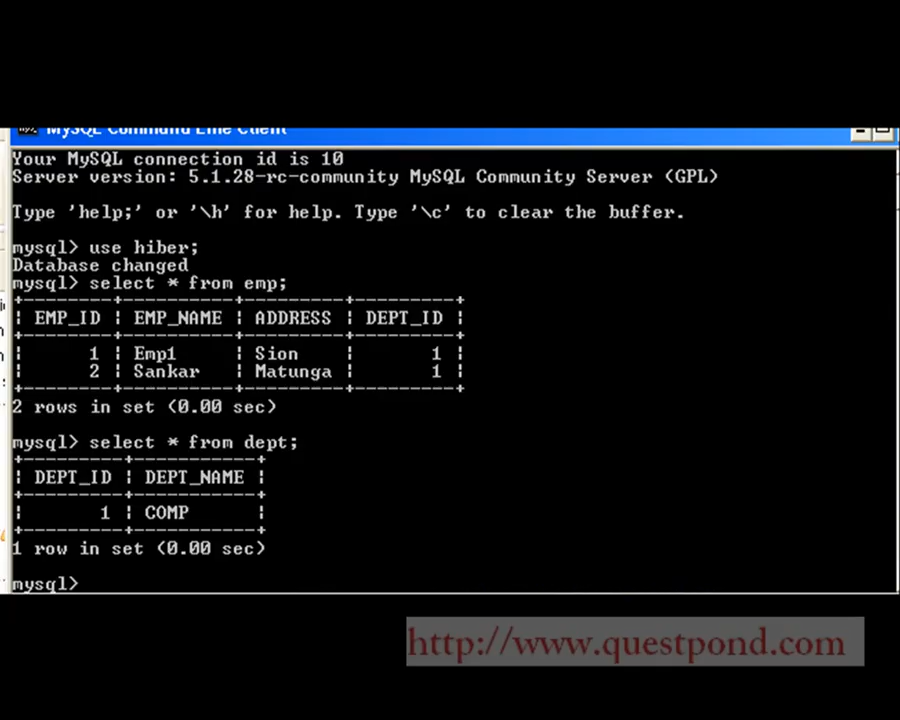 MySQL Command Line Client
Your MySQL connection id is 10
Server version: 5.1.28-rc-community MySQL Community Server (GPL)
Type 'help;' or '\h' for help. Type '\c' to clear the buffer.
mysql> use hiber;
Database changed
mysql> select * from emp;
+--------+----------+---------+---------+
¦ EMP_ID ¦ EMP_NAME ¦ ADDRESS ¦ DEPT_ID ¦
+--------+----------+---------+---------+
¦      1 ¦ Emp1     ¦ Sion    ¦       1 ¦
¦      2 ¦ Sankar   ¦ Matunga ¦       1 ¦
+--------+----------+---------+---------+
2 rows in set (0.00 sec)
mysql> select * from dept;
+---------+-----------+
¦ DEPT_ID ¦ DEPT_NAME ¦
+---------+-----------+
¦       1 ¦ COMP      ¦
+---------+-----------+
1 row in set (0.00 sec)
mysql>
http://www.questpond.com